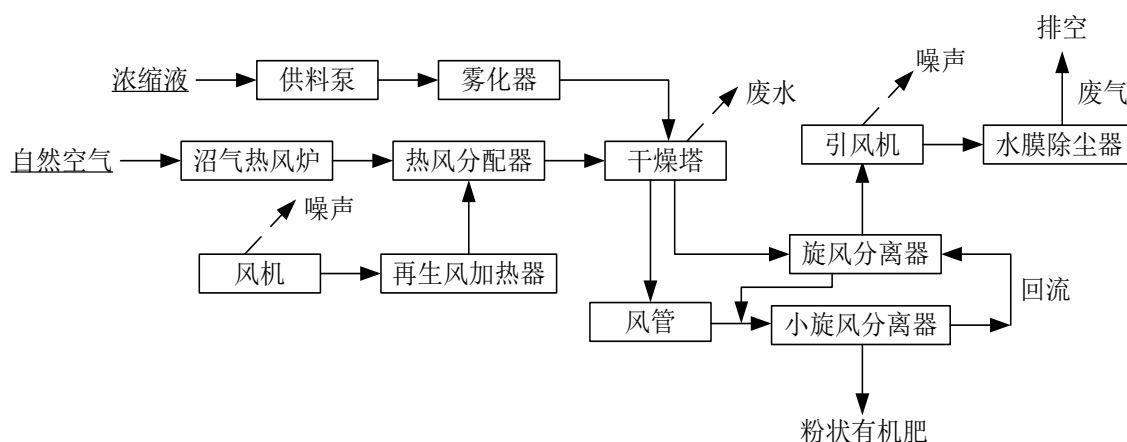 排空
浓缩液
供料泵
雾化器
噪声
废水
废气
自然空气
沼气热风炉
热风分配器
干燥塔
引风机
水膜除尘器
噪声
风机
再生风加热器
旋风分离器
回流
风管
小旋风分离器
粉状有机肥